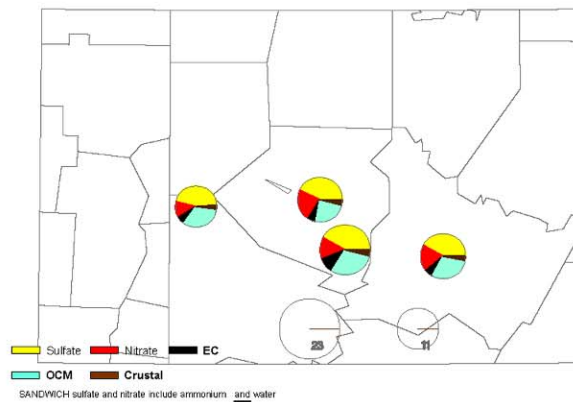 23 11
Sulfate Nitrate EC
OCM Crustal
SANDWICH sulfate and nitrate include ammonium and water